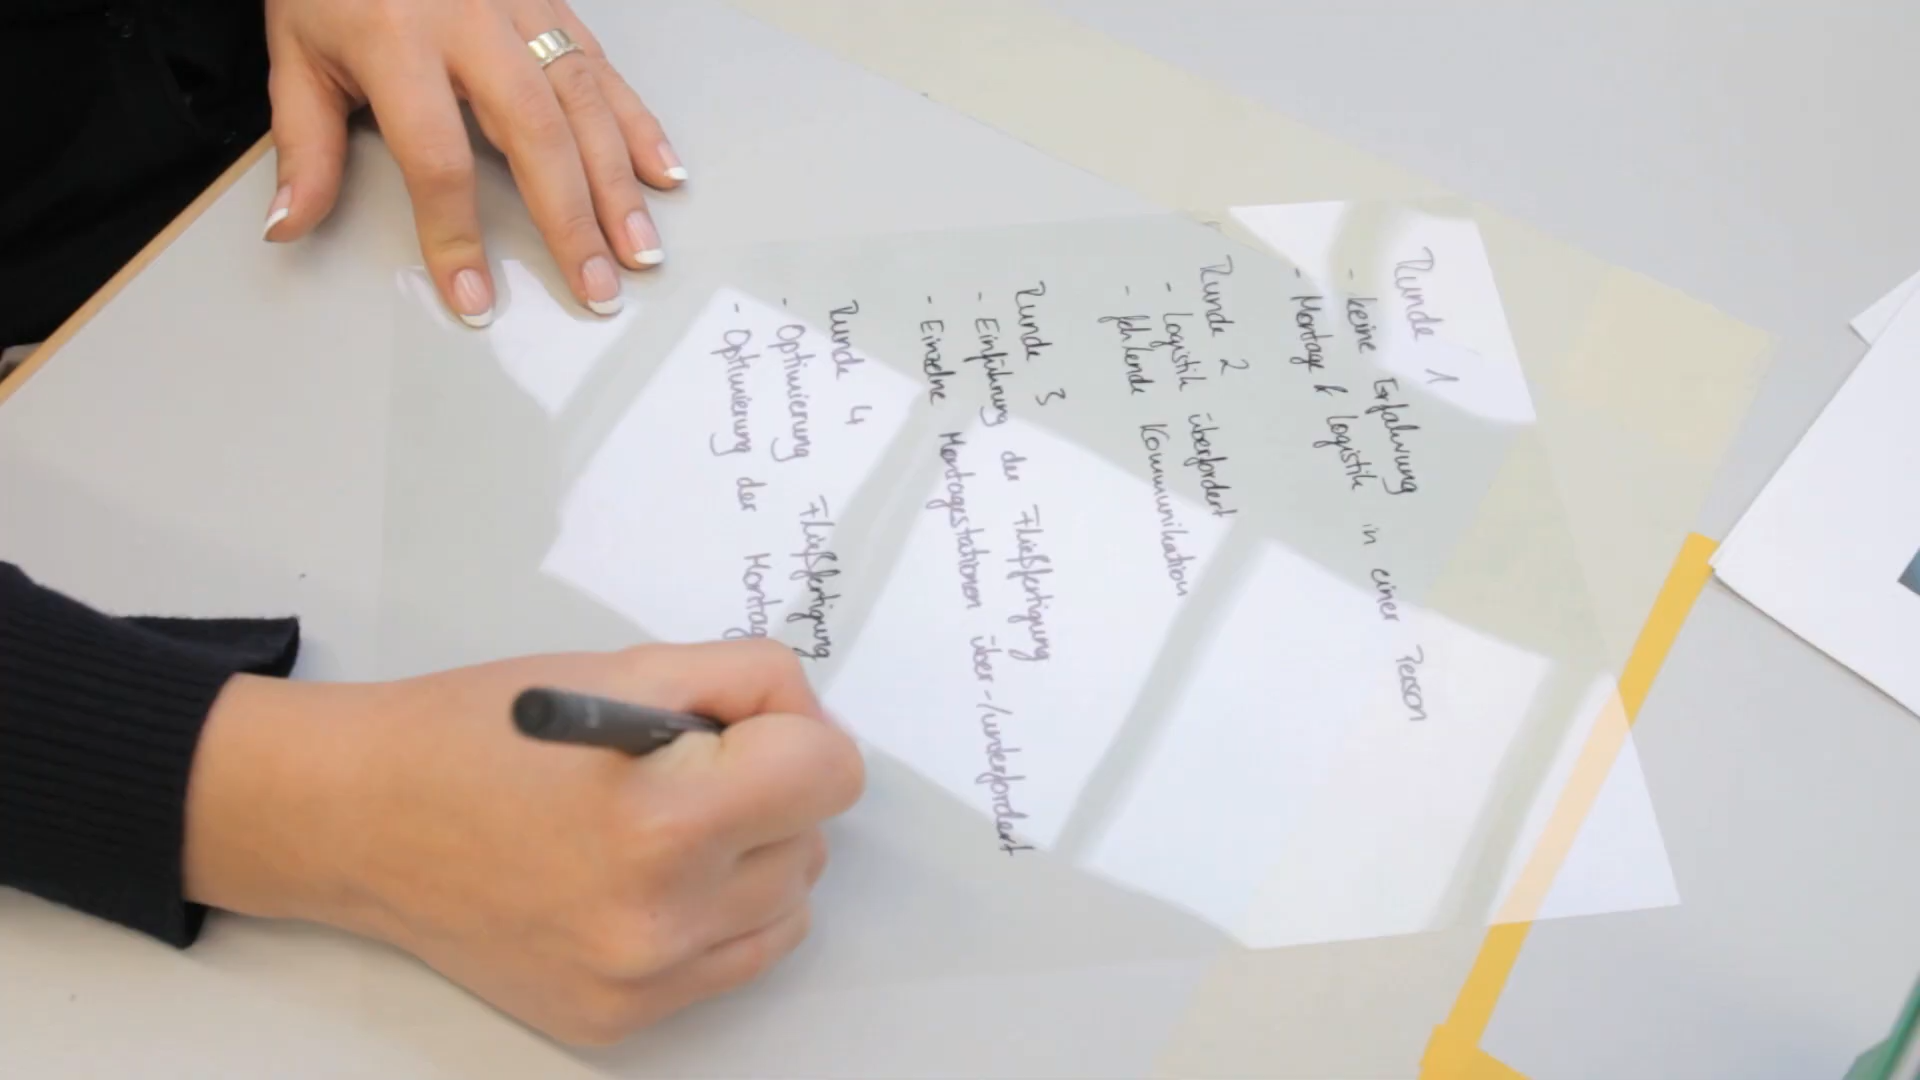 Runde 1
- keine Erfahrung
- Montage & Logistik in einer Person
Runde 2
- Logistik überfordert
- fehlende Kommunikation
Runde 3
- Einführung der Fließfertigung
- Einzelne Montagestationen über-/unterfordert
Runde 4
- Optimierung Fließfertigung
- Optimierung der Montag